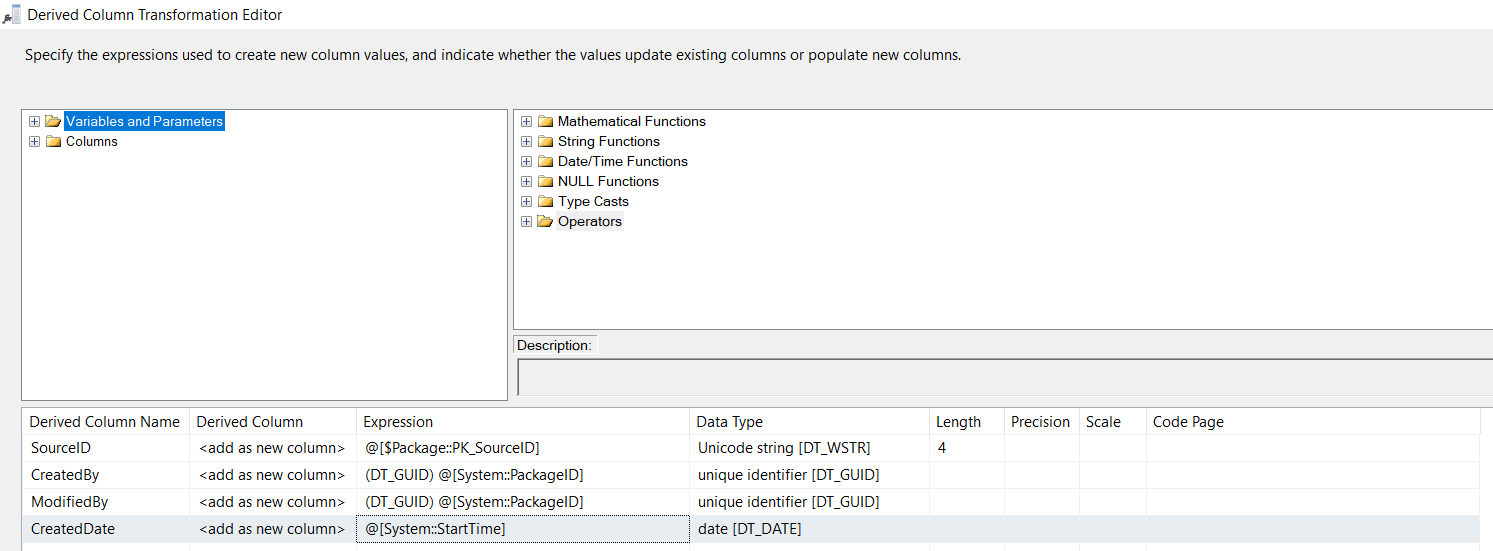 Derived Column Transformation Editor
Specify the expressions used to create new column values, and indicate whether the values update existing columns or populate new columns.
Variables and Parameters
Columns
Mathematical Functions
String Functions
Date/Time Functions
NULL Functions
Type Casts
Operators
Description:
Derived Column Name Derived Column Expression Data Type Length Precision Scale Code Page
SourceID <add as new column> @[$Package::PK_SourceID] Unicode string [DT_WSTR] 4
CreatedBy <add as new column> (DT_GUID) @[System::PackageID] unique identifier [DT_GUID]
ModifiedBy <add as new column> (DT_GUID) @[System::PackageID] unique identifier [DT_GUID]
CreatedDate <add as new column> @[System::StartTime] date [DT_DATE]